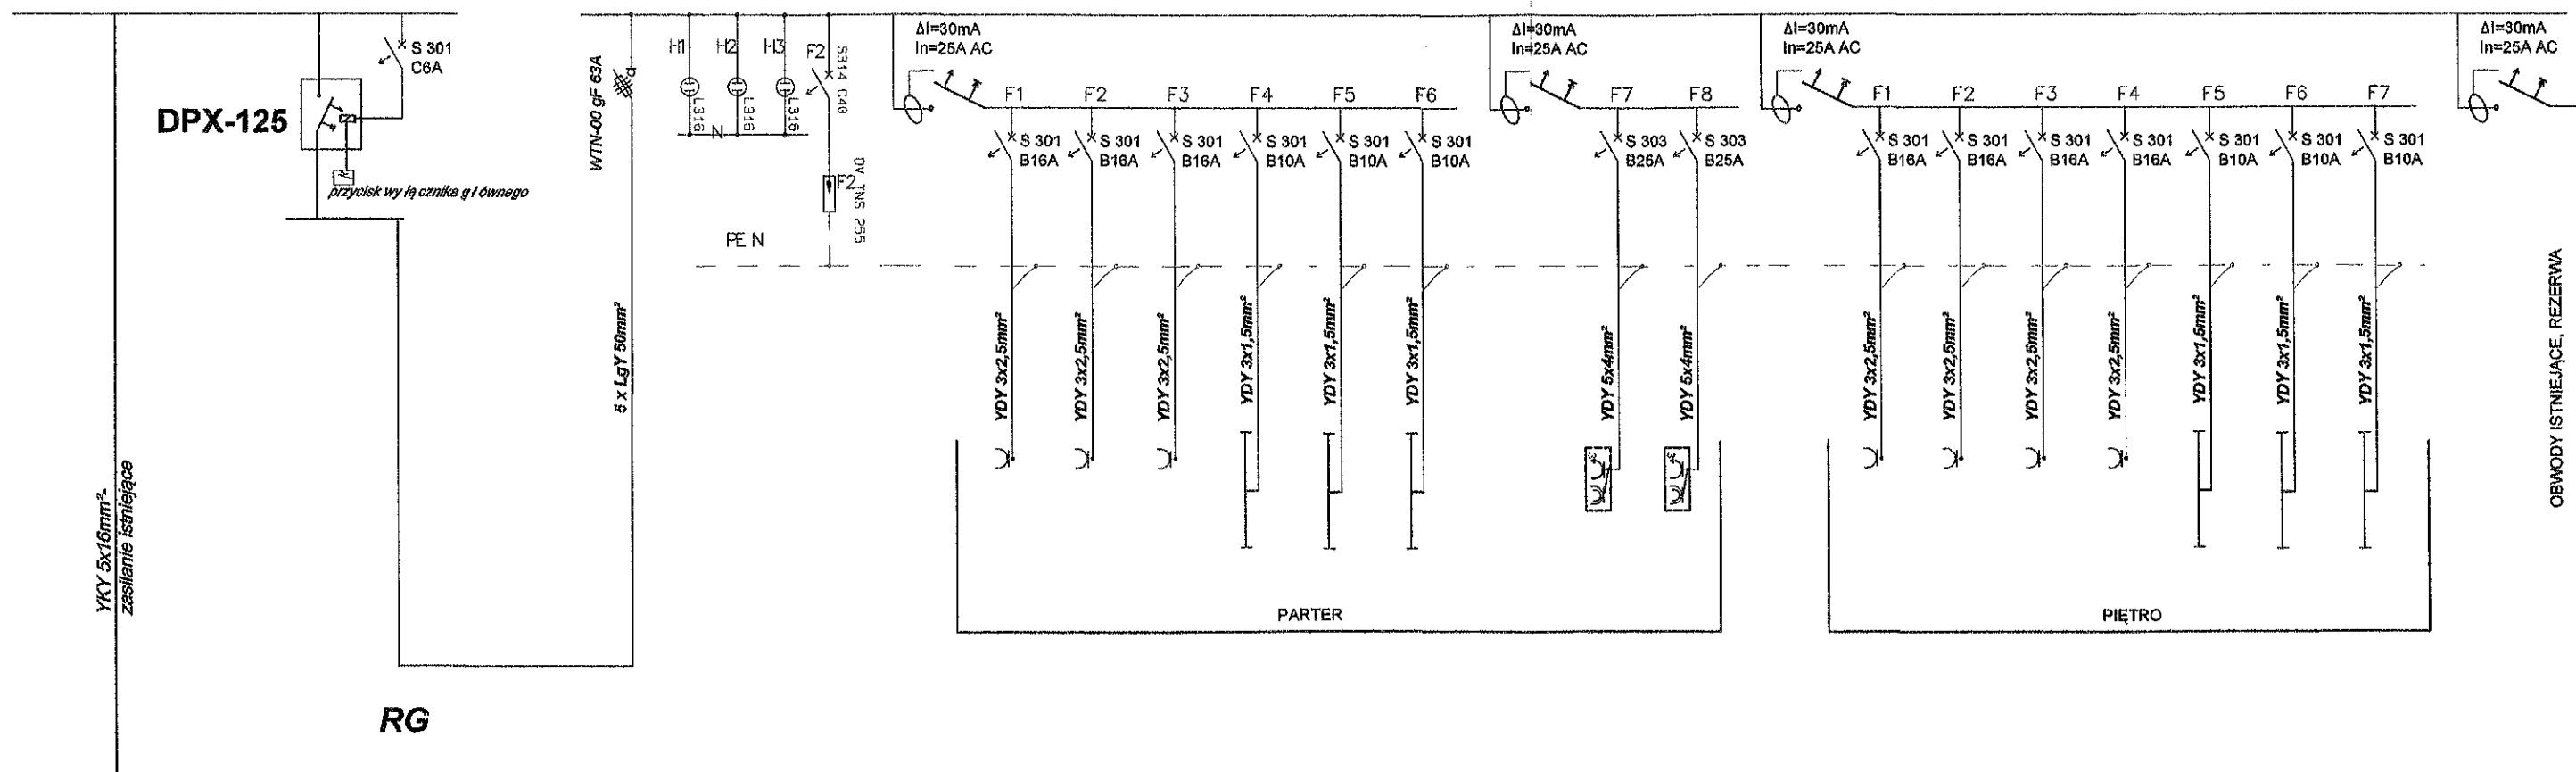 S 301
C6A
DPX-125
przycisk wy łą cznika g ł ównego
YKY 5x16mm²-
zasilanie istniejące
RG
WTN-00 gF 63A
5 x LgY 50mm²
H1
H2
H3
L316
L316
L316
N
F2
S314 C40
F2
DV TNS 255
PE N
ΔI=30mA
In=25A AC
F1
F2
F3
F4
F5
F6
S 301
B16A
S 301
B16A
S 301
B16A
S 301
B10A
S 301
B10A
S 301
B10A
YDY 3x2,5mm²
YDY 3x2,5mm²
YDY 3x2,5mm²
YDY 3x1,5mm²
YDY 3x1,5mm²
YDY 3x1,5mm²
ΔI=30mA
In=25A AC
F7
F8
S 303
B25A
S 303
B25A
YDY 5x4mm²
YDY 5x4mm²
3
3
PARTER
ΔI=30mA
In=25A AC
F1
F2
F3
F4
F5
F6
F7
S 301
B16A
S 301
B16A
S 301
B16A
S 301
B16A
S 301
B10A
S 301
B10A
S 301
B10A
YDY 3x2,5mm²
YDY 3x2,5mm²
YDY 3x2,5mm²
YDY 3x2,5mm²
YDY 3x1,5mm²
YDY 3x1,5mm²
YDY 3x1,5mm²
PIĘTRO
ΔI=30mA
In=25A AC
OBWODY ISTNIEJĄCE, REZERWA